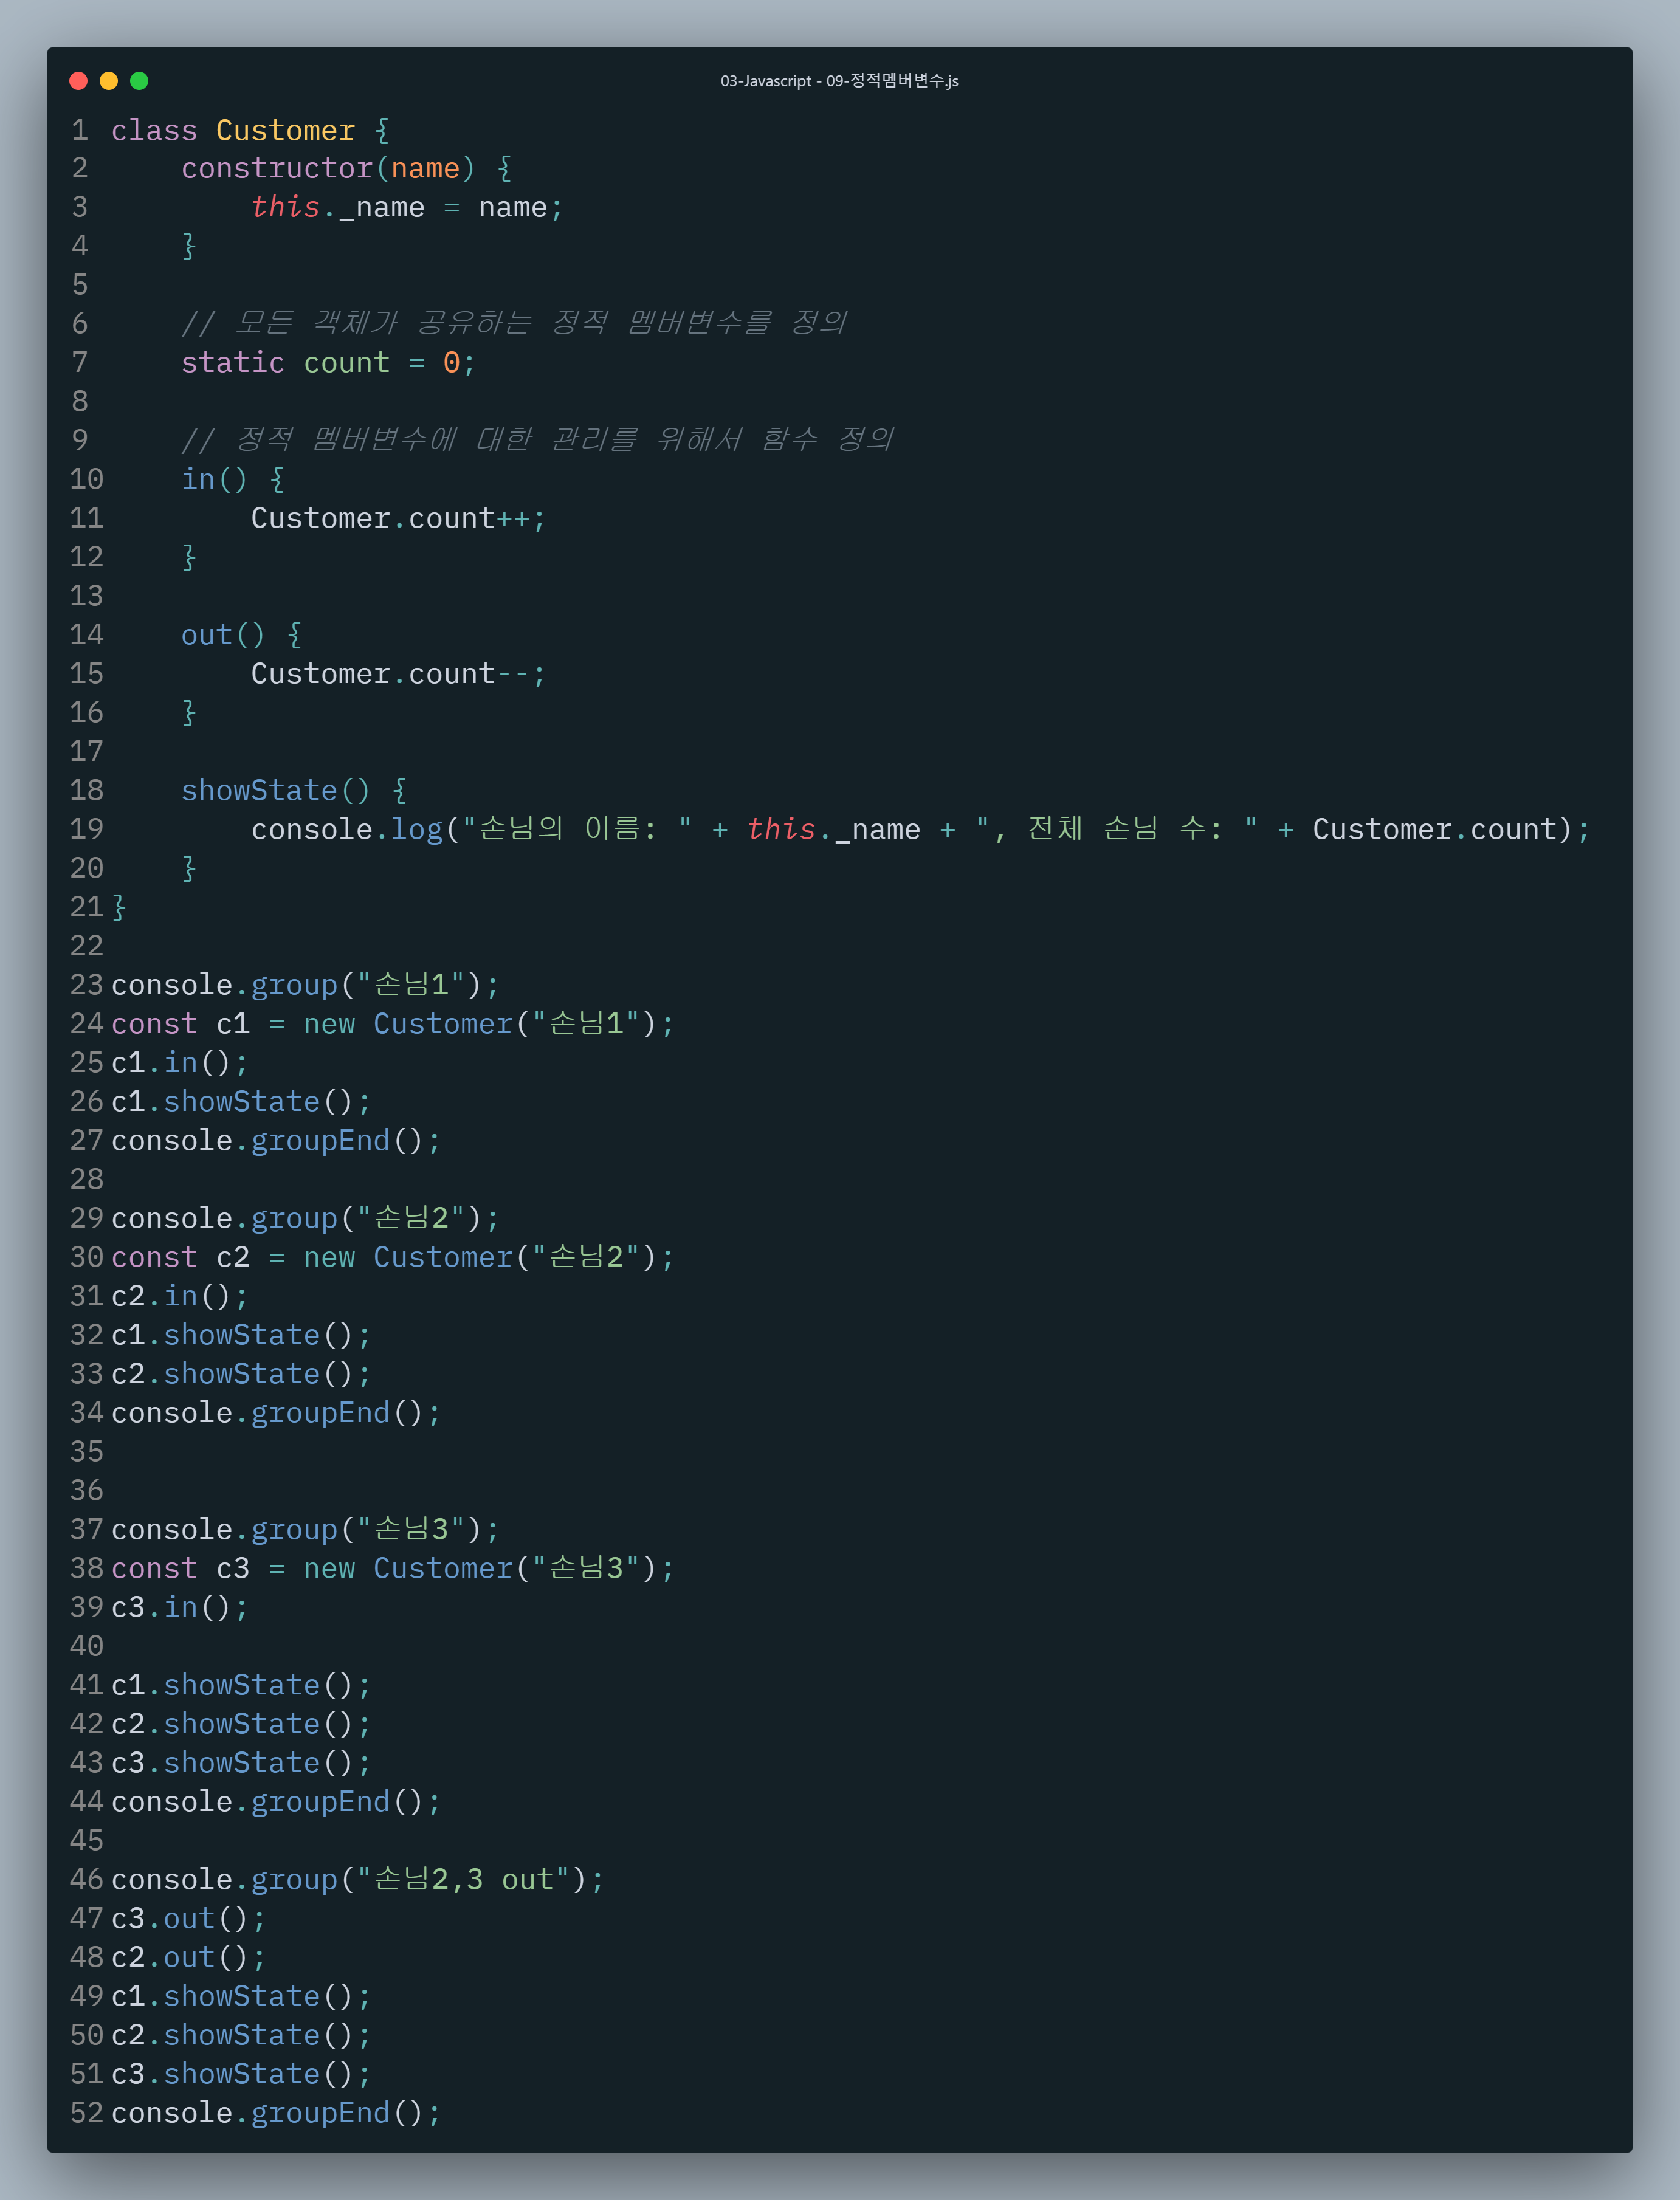 03-Javascript - 09-정적멤버변수.js
1 class Customer {
2     constructor(name) {
3         this._name = name;
4     }
5
6     // 모든 객체가 공유하는 정적 멤버변수를 정의
7     static count = 0;
8
9     // 정적 멤버변수에 대한 관리를 위해서 함수 정의
10     in() {
11         Customer.count++;
12     }
13
14     out() {
15         Customer.count--;
16     }
17
18     showState() {
19         console.log("손님의 이름: " + this._name + ", 전체 손님 수: " + Customer.count);
20     }
21 }
22
23 console.group("손님1");
24 const c1 = new Customer("손님1");
25 c1.in();
26 c1.showState();
27 console.groupEnd();
28
29 console.group("손님2");
30 const c2 = new Customer("손님2");
31 c2.in();
32 c1.showState();
33 c2.showState();
34 console.groupEnd();
35
36
37 console.group("손님3");
38 const c3 = new Customer("손님3");
39 c3.in();
40
41 c1.showState();
42 c2.showState();
43 c3.showState();
44 console.groupEnd();
45
46 console.group("손님2,3 out");
47 c3.out();
48 c2.out();
49 c1.showState();
50 c2.showState();
51 c3.showState();
52 console.groupEnd();